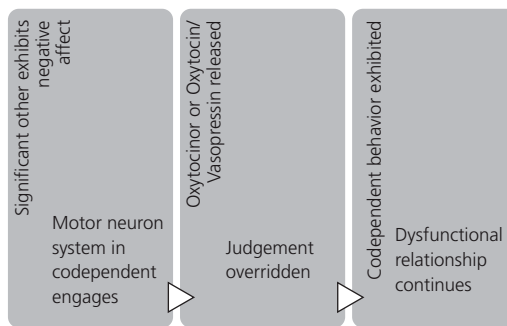 Significant other exhibits
negative
affect
Motor neuron
system in
codependent
engages
Oxytocinor or Oxytocin/
Vasopressin released
Judgement
overridden
Codependent behavior exhibited
Dysfunctional
relationship
continues